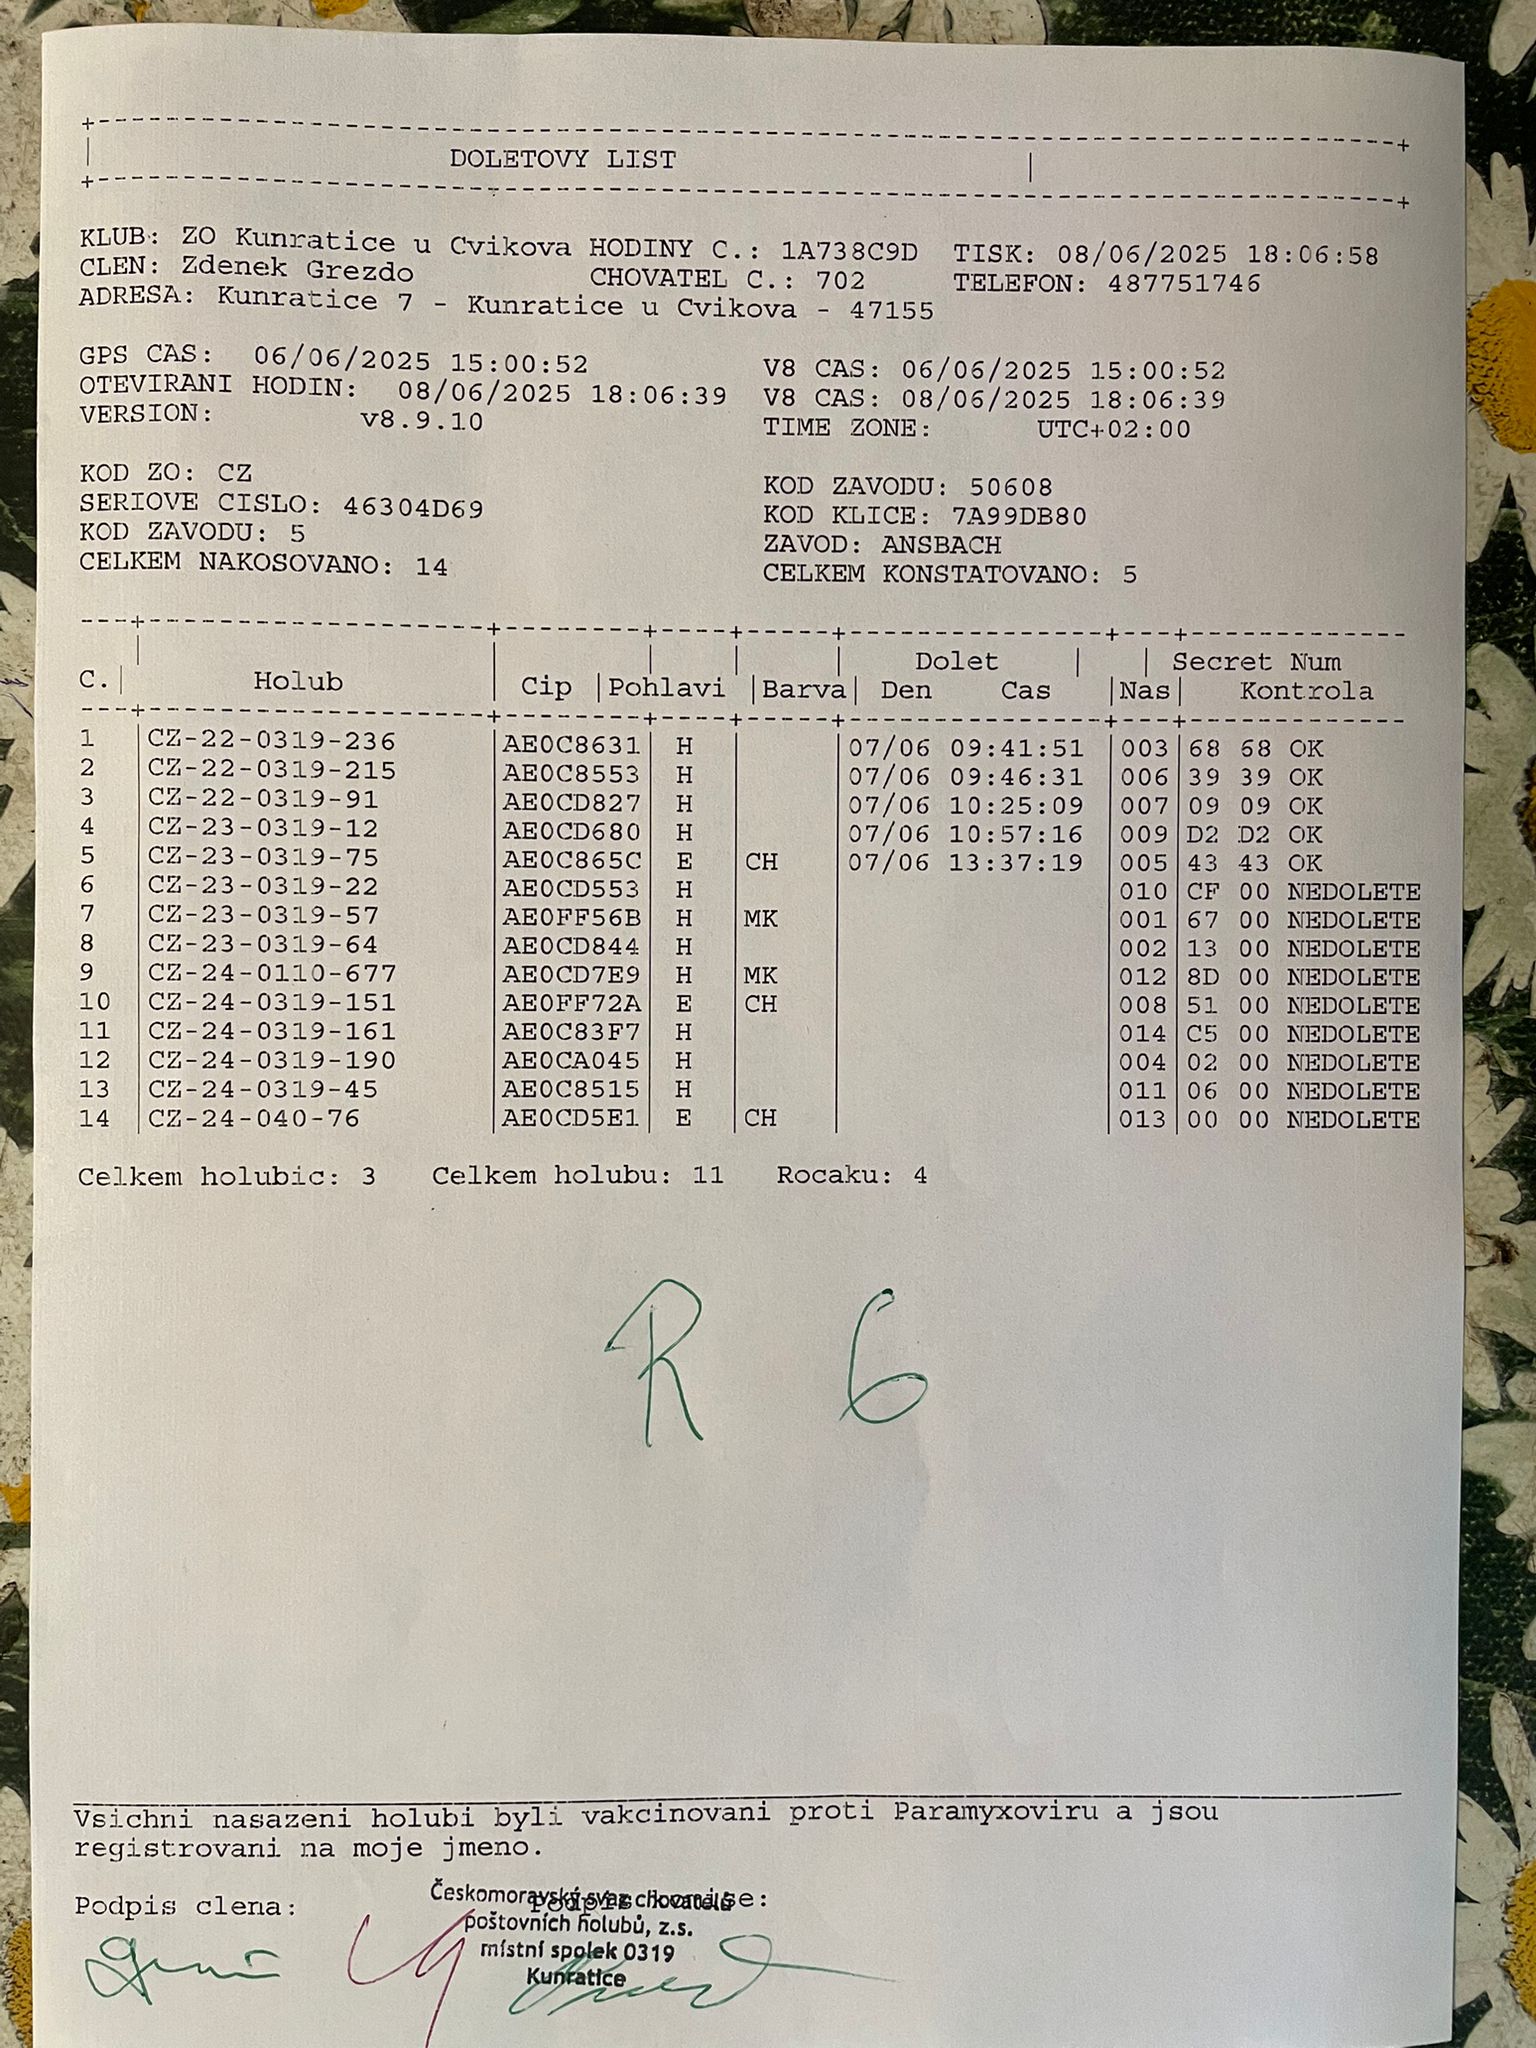 DOLETOVY LIST
KLUB: ZO Kunratice u Cvikova HODINY C.: 1A738C9D TISK: 08/06/2025 18:06:58
CLEN: Zdenek Grezdo CHOVATEL C.: 702 TELEFON: 487751746
ADRESA: Kunratice 7 - Kunratice u Cvikova - 47155
GPS CAS: 06/06/2025 15:00:52 V8 CAS: 06/06/2025 15:00:52
OTEVIRANI HODIN: 08/06/2025 18:06:39 V8 CAS: 08/06/2025 18:06:39
VERSION: v8.9.10 TIME ZONE: UTC+02:00
KOD ZO: CZ KOD ZAVODU: 50608
SERIOVE CISLO: 46304D69 KOD KLICE: 7A99DB80
KOD ZAVODU: 5 ZAVOD: ANSBACH
CELKEM NAKOSOVANO: 14 CELKEM KONSTATOVANO: 5
Dolet | | Secret Num
C.| Holub | Cip |Pohlavi |Barva| Den Cas |Nas| Kontrola
1 | CZ-22-0319-236 |AE0C8631| H | |07/06 09:41:51 |003|68 68 OK
2 | CZ-22-0319-215 |AE0C8553| H | |07/06 09:46:31 |006|39 39 OK
3 | CZ-22-0319-91 |AE0CD827| H | |07/06 10:25:09 |007|09 09 OK
4 | CZ-23-0319-12 |AE0CD680| H | |07/06 10:57:16 |009|D2 D2 OK
5 | CZ-23-0319-75 |AE0C865C| E |CH |07/06 13:37:19 |005|43 43 OK
6 | CZ-23-0319-22 |AE0CD553| H | | |010|CF 00 NEDOLETE
7 | CZ-23-0319-57 |AE0FF56B| H |MK | |001|67 00 NEDOLETE
8 | CZ-23-0319-64 |AE0CD844| H | | |002|13 00 NEDOLETE
9 | CZ-24-0110-677 |AE0CD7E9| H |MK | |012|8D 00 NEDOLETE
10 | CZ-24-0319-151 |AE0FF72A| E |CH | |008|51 00 NEDOLETE
11 | CZ-24-0319-161 |AE0C83F7| H | | |014|C5 00 NEDOLETE
12 | CZ-24-0319-190 |AE0CA045| H | | |004|02 00 NEDOLETE
13 | CZ-24-0319-45 |AE0C8515| H | | |011|06 00 NEDOLETE
14 | CZ-24-040-76 |AE0CD5E1| E |CH | |013|00 00 NEDOLETE
Celkem holubic: 3 Celkem holubu: 11 Rocaku: 4
R 6
Vsichni nasazeni holubi byli vakcinovani proti Paramyxoviru a jsou
registrovani na moje jmeno.
Podpis clena: Podpis komise:
Českomoravský svaz chovatelů
poštovních holubů, z.s.
místní spolek 0319
Kunratice